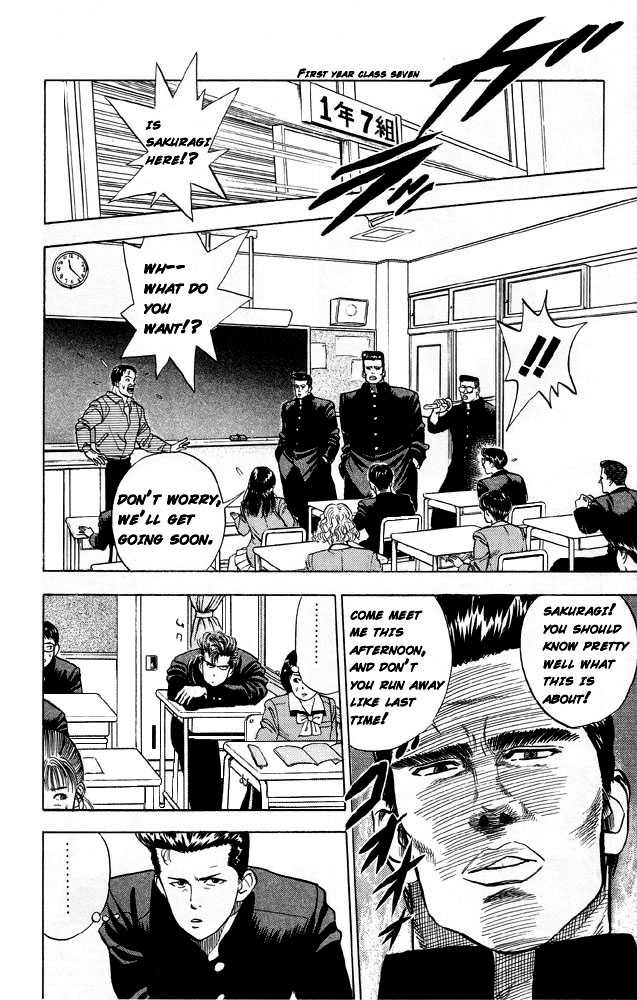 FIRST YEAR CLASS SEVEN
1年7組
IS
SAKURAGI
HERE!?
WH--
WHAT DO
YOU
WANT!?
!!
DON'T WORRY,
WE'LL GET
GOING SOON.
SAKURAGI!
YOU SHOULD
KNOW PRETTY
WELL WHAT
THIS IS
ABOUT!
COME MEET
ME THIS
AFTERNOON,
AND DON'T
YOU RUN AWAY
LIKE LAST
TIME!
........
........